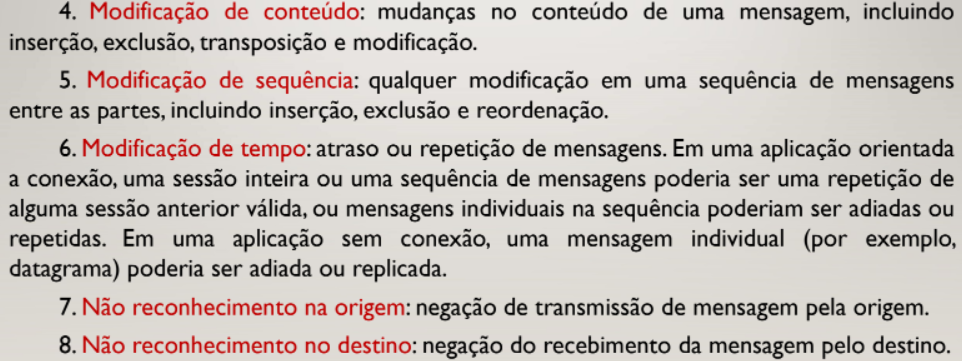 4. Modificação de conteúdo: mudanças no conteúdo de uma mensagem, incluindo
inserção, exclusão, transposição e modificação.
5. Modificação de sequência: qualquer modificação em uma sequência de mensagens
entre as partes, incluindo inserção, exclusão e reordenação.
6. Modificação de tempo: atraso ou repetição de mensagens. Em uma aplicação orientada
a conexão, uma sessão inteira ou uma sequência de mensagens poderia ser uma repetição de
alguma sessão anterior válida, ou mensagens individuais na sequência poderiam ser adiadas ou
repetidas. Em uma aplicação sem conexão, uma mensagem individual (por exemplo,
datagrama) poderia ser adiada ou replicada.
7. Não reconhecimento na origem: negação de transmissão de mensagem pela origem.
8. Não reconhecimento no destino: negação do recebimento da mensagem pelo destino.